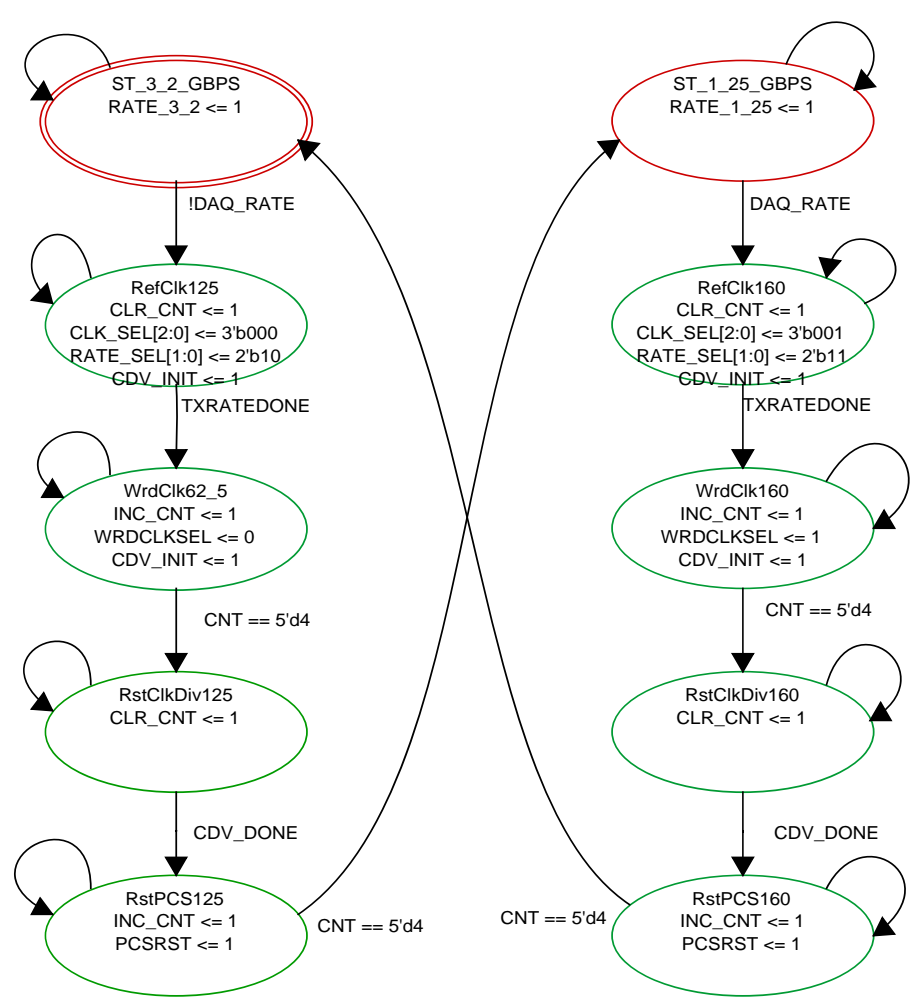 ST_3_2_GBPS
RATE_3_2 <= 1
!DAQ_RATE
RefClk125
CLR_CNT <= 1
CLK_SEL[2:0] <= 3'b000
RATE_SEL[1:0] <= 2'b10
CDV_INIT <= 1
TXRATEDONE
WrdClk62_5
INC_CNT <= 1
WRDCLKSEL <= 0
CDV_INIT <= 1
CNT == 5'd4
RstClkDiv125
CLR_CNT <= 1
CDV_DONE
RstPCS125
INC_CNT <= 1
PCSRST <= 1
CNT == 5'd4
ST_1_25_GBPS
RATE_1_25 <= 1
DAQ_RATE
RefClk160
CLR_CNT <= 1
CLK_SEL[2:0] <= 3'b001
RATE_SEL[1:0] <= 2'b11
CDV_INIT <= 1
TXRATEDONE
WrdClk160
INC_CNT <= 1
WRDCLKSEL <= 1
CDV_INIT <= 1
CNT == 5'd4
RstClkDiv160
CLR_CNT <= 1
CDV_DONE
RstPCS160
INC_CNT <= 1
PCSRST <= 1
CNT == 5'd4